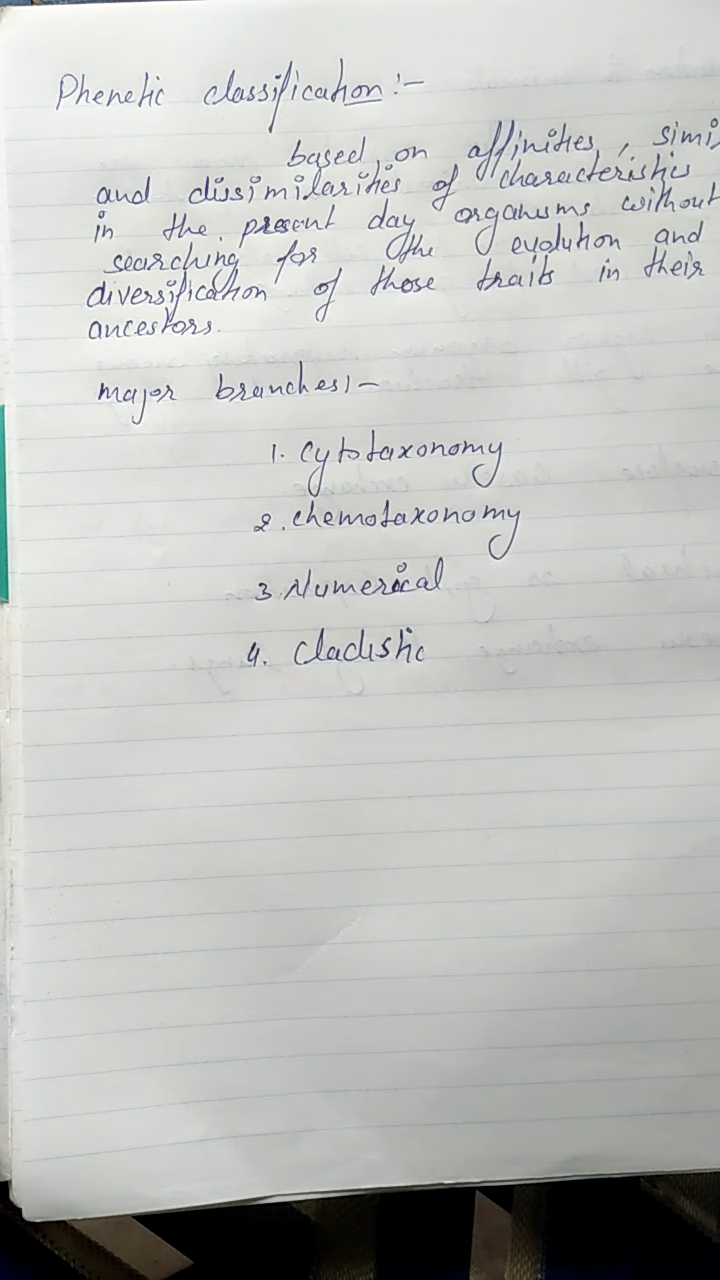 Phenetic classification :-
based on affinities, simi
and dissimilarities of characteristics
in the present day organisms without
searching for the evolution and
diversification of those traits in their
ancestors.
major branches :-
1. Cytotaxonomy
2. chemotaxonomy
3. Numerical
4. Cladistic